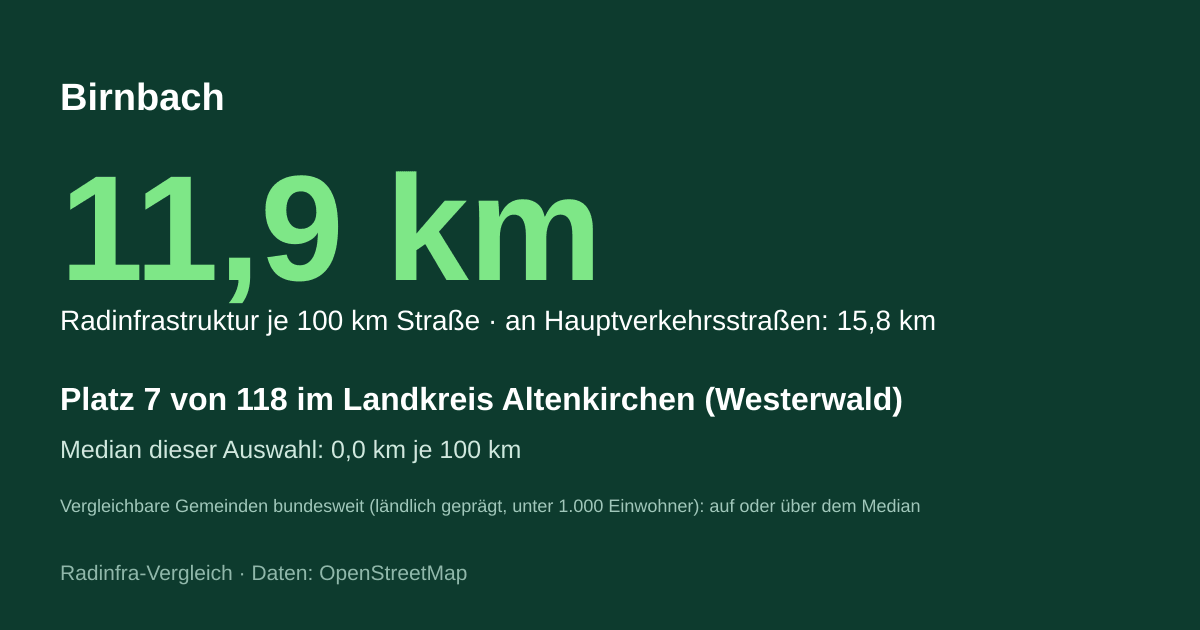 Birnbach
11,9 km
Radinfrastruktur je 100 km Straße · an Hauptverkehrsstraßen: 15,8 km
Platz 7 von 118 im Landkreis Altenkirchen (Westerwald)
Median dieser Auswahl: 0,0 km je 100 km
Vergleichbare Gemeinden bundesweit (ländlich geprägt, unter 1.000 Einwohner): auf oder über dem Median
Radinfra-Vergleich · Daten: OpenStreetMap